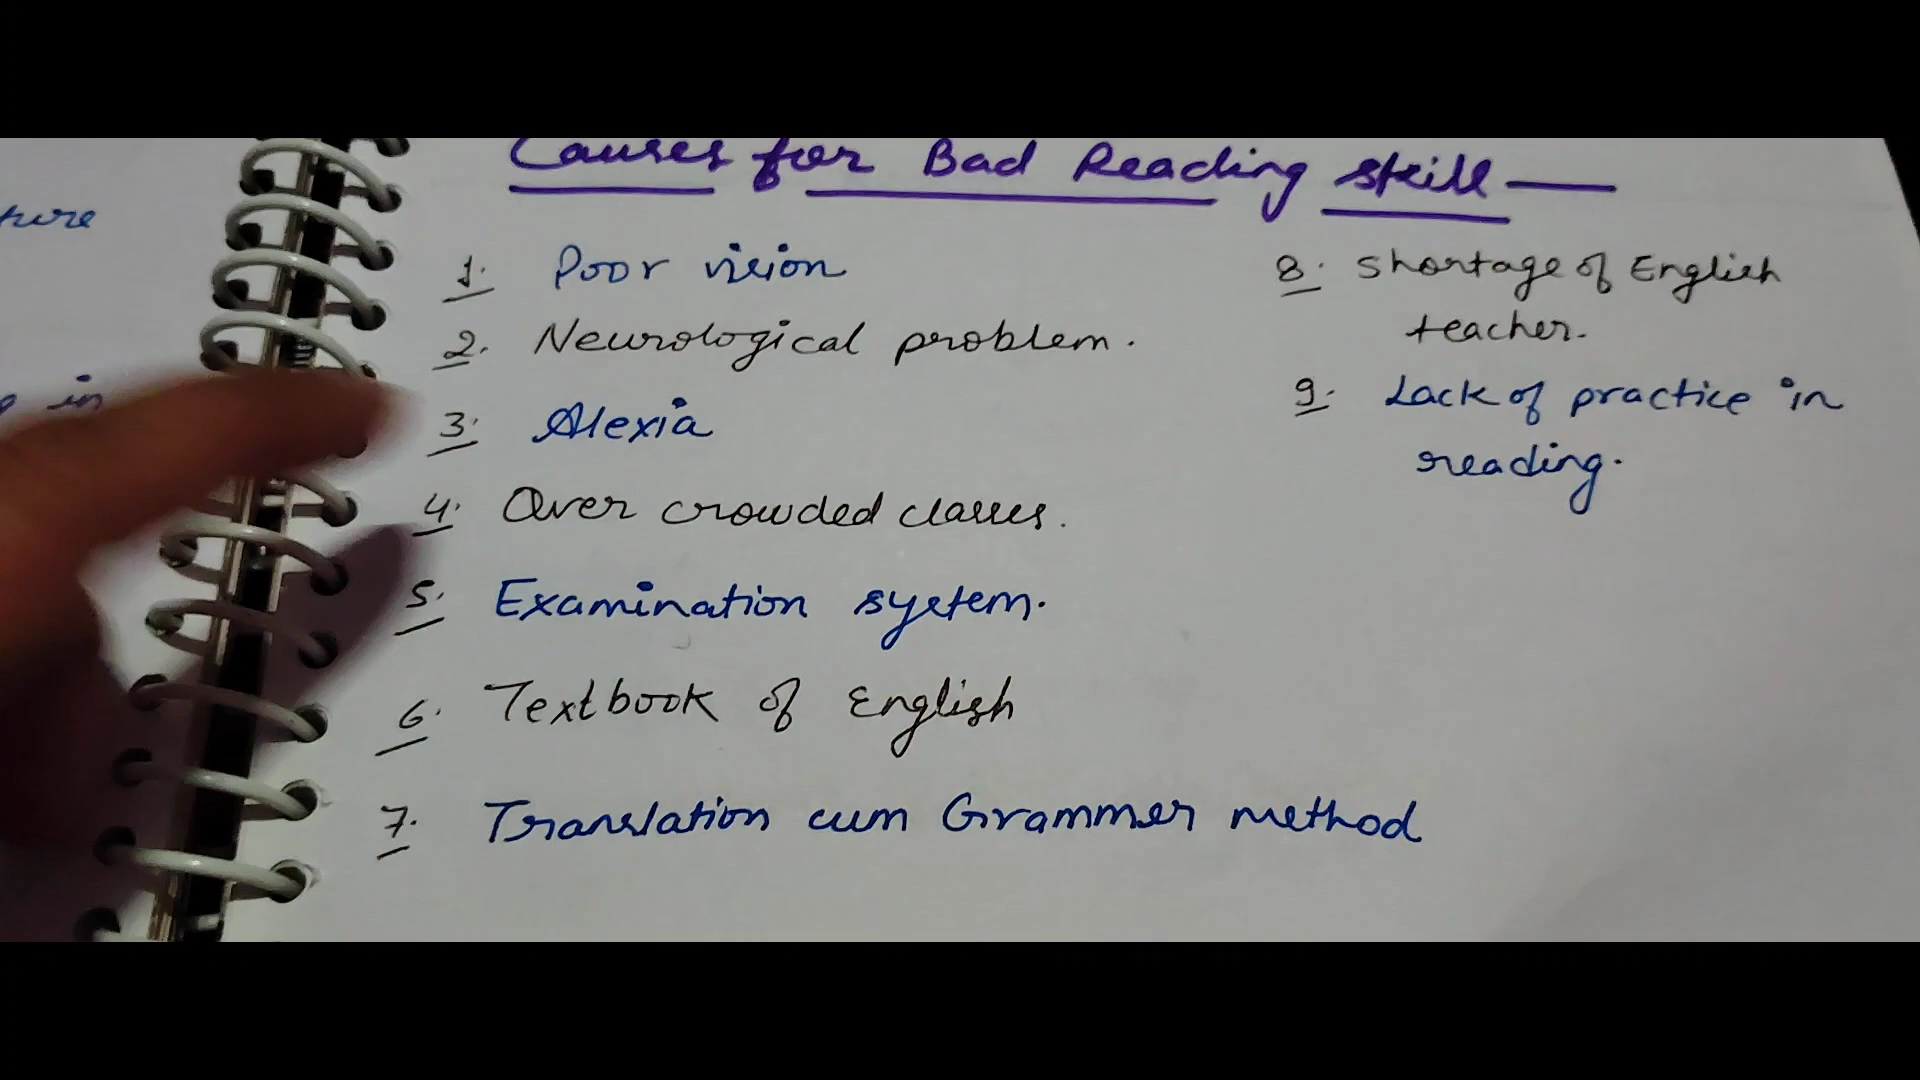 Causes for Bad Reading skill —
1. Poor vision
2. Neurological problem.
3. Alexia
4. Over crowded classes.
5. Examination system.
6. Textbook of English
7. Translation cum Grammer method
8. Shortage of English
teacher.
9. Lack of practice in
reading.
ture
in